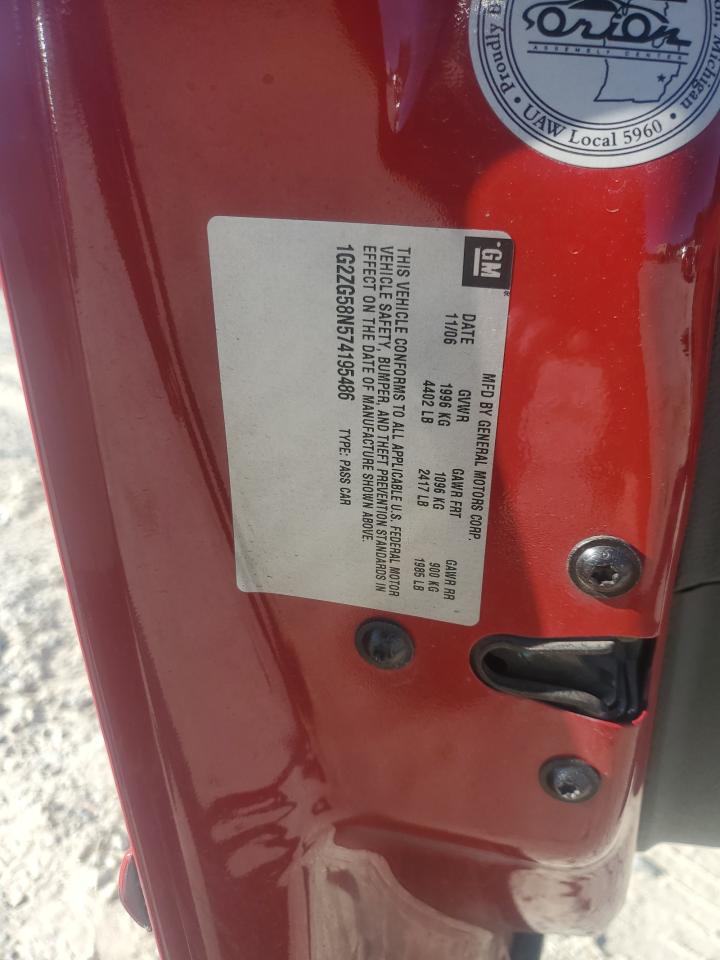 Orion
ASSEMBLY CENTER
Proudly
Michigan
• UAW Local 5960 •
GM
®
MFD BY GENERAL MOTORS CORP.
DATE GVWR GAWR FRT GAWR RR
11/06 1996 KG 1096 KG 900 KG
4402 LB 2417 LB 1985 LB
THIS VEHICLE CONFORMS TO ALL APPLICABLE U.S. FEDERAL MOTOR
VEHICLE SAFETY, BUMPER, AND THEFT PREVENTION STANDARDS IN
EFFECT ON THE DATE OF MANUFACTURE SHOWN ABOVE.
1G2ZG58N574195486 TYPE: PASS CAR